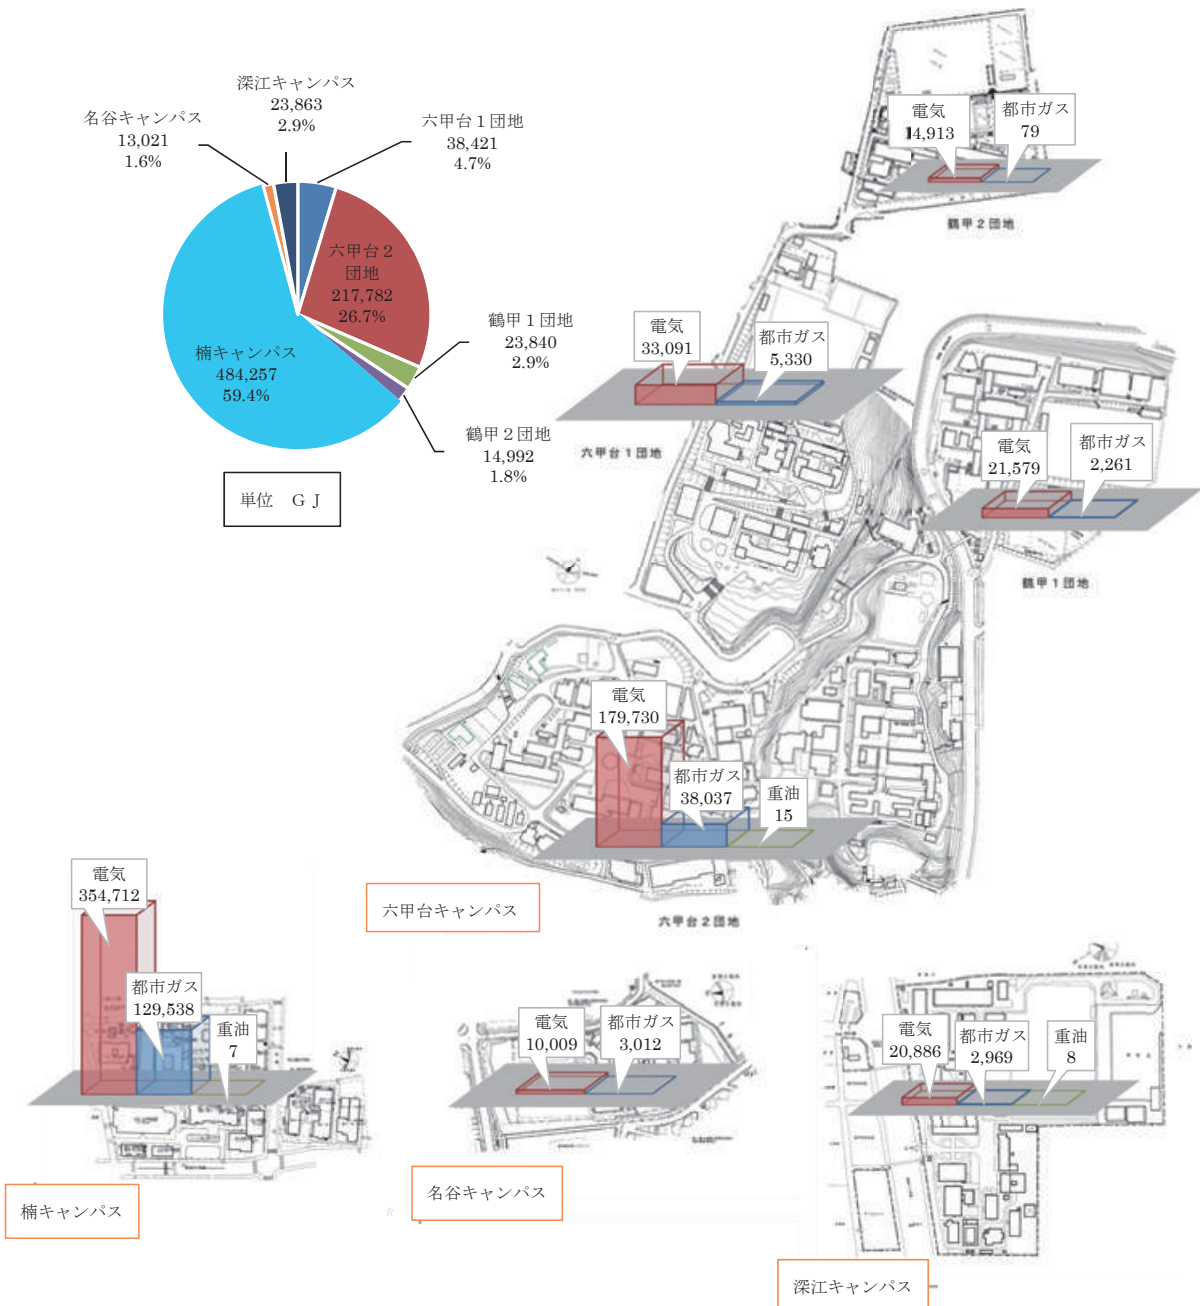 深江キャンパス
23,863
2.9%
名谷キャンパス
13,021
1.6%
六甲台１団地
38,421
4.7%
六甲台２
団地
217,782
26.7%
鶴甲１団地
23,840
2.9%
鶴甲２団地
14,992
1.8%
楠キャンパス
484,257
59.4%
単位　ＧＪ
電気
14,913
都市ガス
79
鶴甲２団地
電気
33,091
都市ガス
5,330
六甲台１団地
電気
21,579
都市ガス
2,261
鶴甲１団地
電気
179,730
都市ガス
38,037
重油
15
六甲台キャンパス
六甲台２団地
電気
354,712
都市ガス
129,538
重油
7
楠キャンパス
電気
10,009
都市ガス
3,012
名谷キャンパス
電気
20,886
都市ガス
2,969
重油
8
深江キャンパス